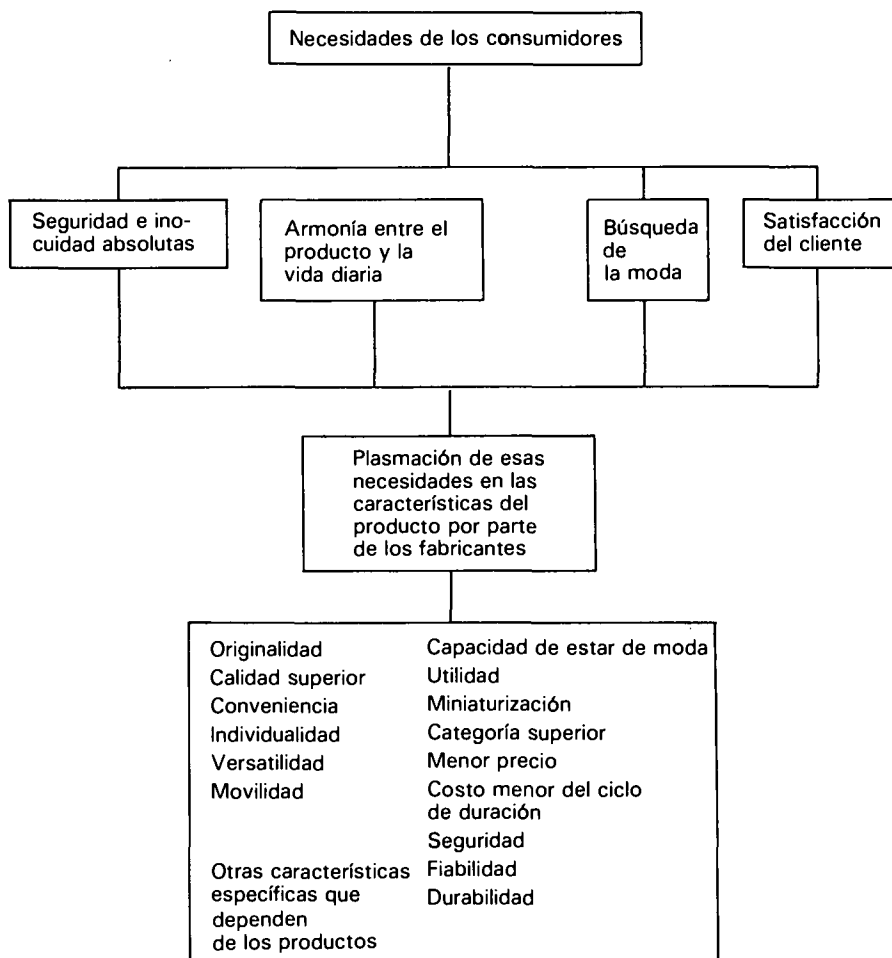 Necesidades de los consumidores
Seguridad e ino-
cuidad absolutas
Armonía entre el
producto y la
vida diaria
Búsqueda
de
la moda
Satisfacción
del cliente
Plasmación de esas
necesidades en las
características del
producto por parte
de los fabricantes
Originalidad
Calidad superior
Conveniencia
Individualidad
Versatilidad
Movilidad
Otras características
específicas que
dependen
de los productos
Capacidad de estar de moda
Utilidad
Miniaturización
Categoría superior
Menor precio
Costo menor del ciclo
de duración
Seguridad
Fiabilidad
Durabilidad